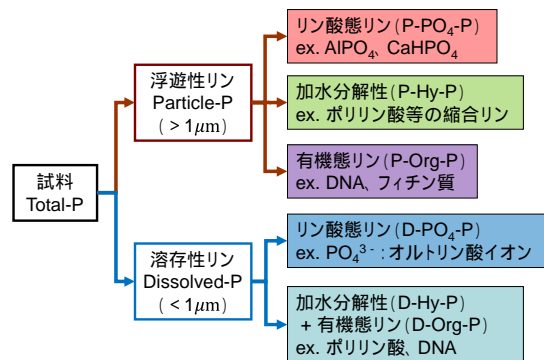 試料
Total-P
浮遊性リン
Particle-P
(>1μm)
溶存性リン
Dissolved-P
(<1μm)
リン酸態リン(P-PO₄-P)
ex. AlPO₄、CaHPO₄
加水分解性(P-Hy-P)
ex. ポリリン酸等の縮合リン
有機態リン(P-Org-P)
ex. DNA、フィチン質
リン酸態リン(D-PO₄-P)
ex. PO₄³⁻:オルトリン酸イオン
加水分解性(D-Hy-P)
+有機態リン(D-Org-P)
ex. ポリリン酸、DNA